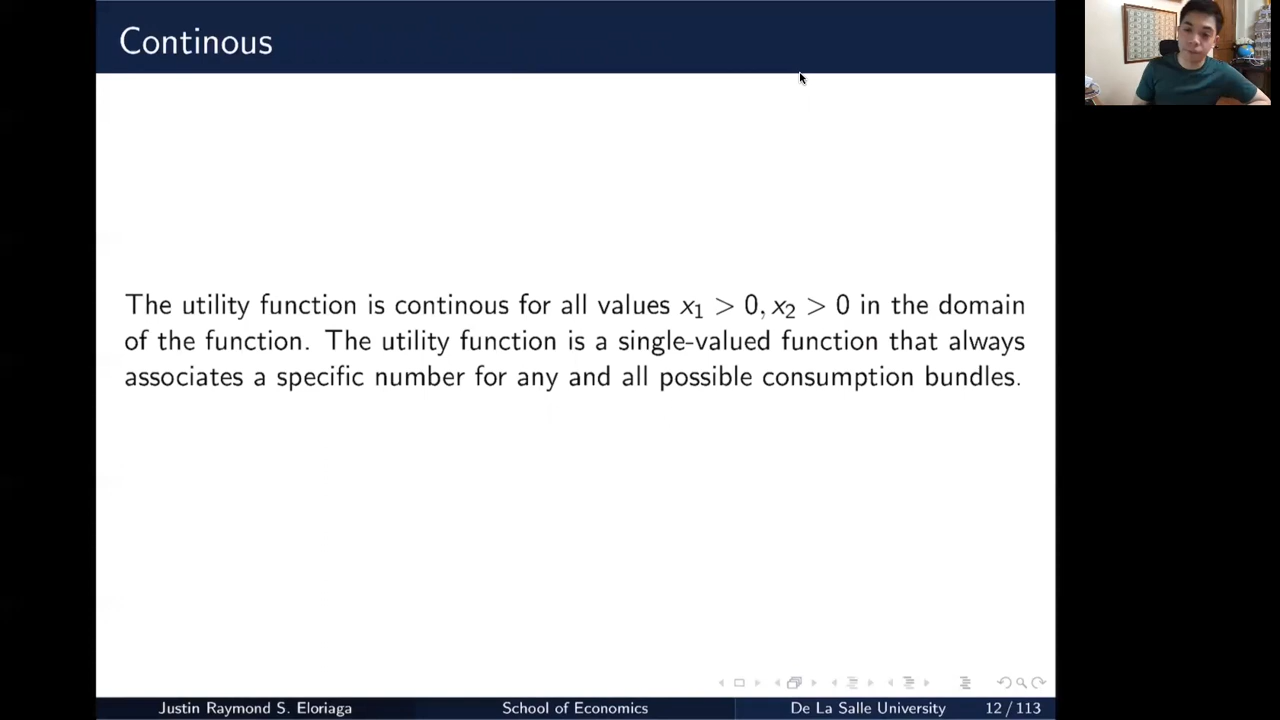 Continous
The utility function is continous for all values x₁ > 0, x₂ > 0 in the domain
of the function. The utility function is a single-valued function that always
associates a specific number for any and all possible consumption bundles.
Justin Raymond S. Eloriaga School of Economics De La Salle University 12 / 113